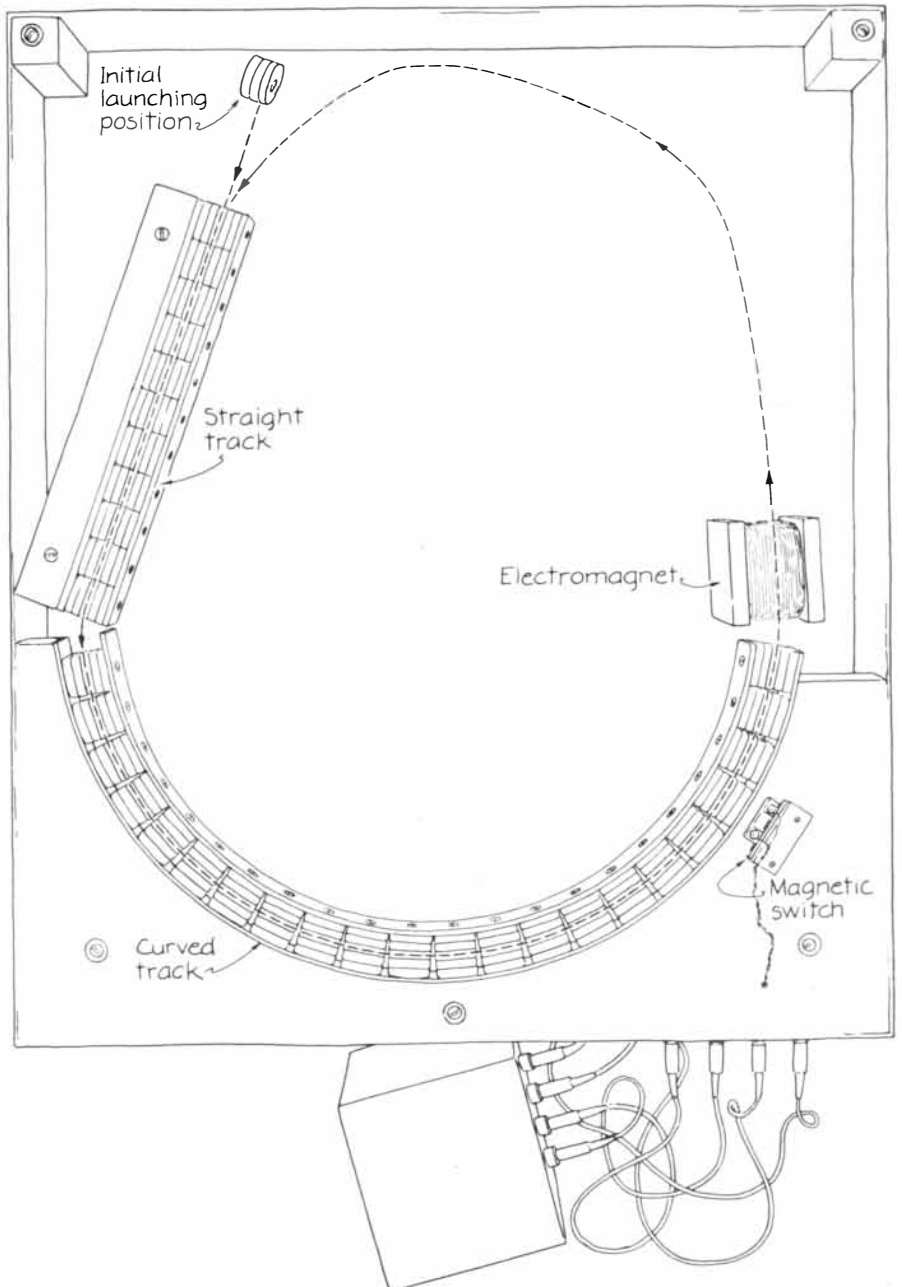 Initial
launching
position
Straight
track
Electromagnet
Magnetic
switch
Curved
track